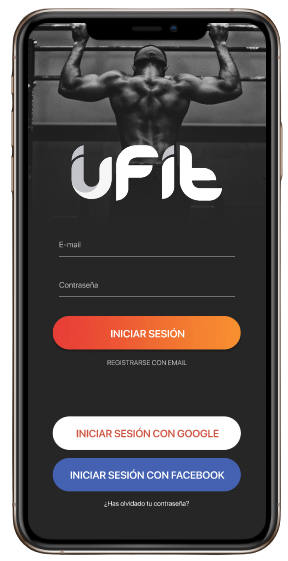 UFit
E-mail
Contraseña
INICIAR SESIÓN
REGISTRARSE CON EMAIL
INICIAR SESIÓN CON GOOGLE
INICIAR SESIÓN CON FACEBOOK
¿Has olvidado tu contraseña?